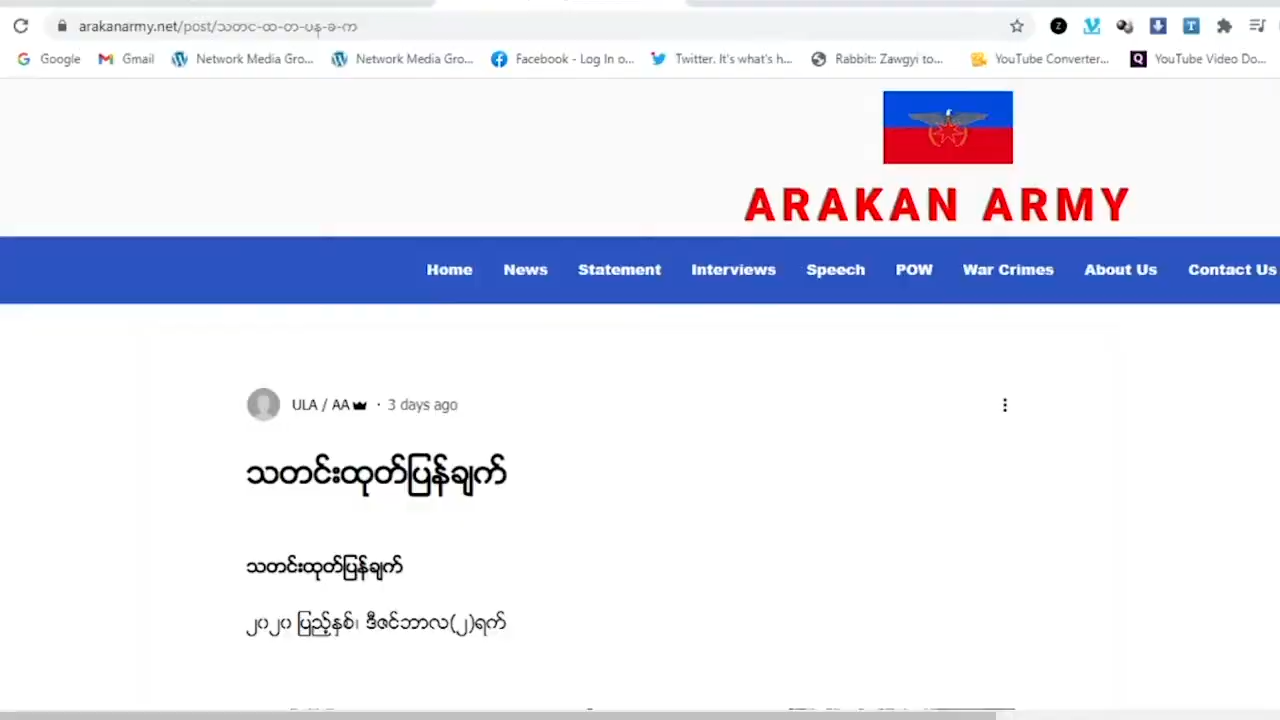 arakanarmy.net/post/သတင-ထ-တ-ပန-ခ-က
Google Gmail Network Media Gro... Network Media Gro... Facebook - Log In o... Twitter. It's what's h... Rabbit:: Zawgyi to... YouTube Converter... YouTube Video Do...
ARAKAN ARMY
Home News Statement Interviews Speech POW War Crimes About Us Contact Us
ULA / AA · 3 days ago
သတင်းထုတ်ပြန်ချက်
သတင်းထုတ်ပြန်ချက်
၂၀၂၀ ပြည့်နှစ်၊ ဒီဇင်ဘာလ(၂)ရက်